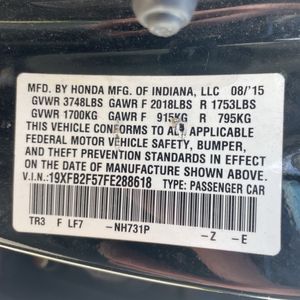 MFD. BY HONDA MFG. OF INDIANA, LLC 08/'15
GVWR 3748LBS GAWR F 2018LBS R 1753LBS
GVWR 1700KG GAWR F 915KG R 795KG
THIS VEHICLE CONFORMS TO ALL APPLICABLE
FEDERAL MOTOR VEHICLE SAFETY, BUMPER,
AND THEFT PREVENTION STANDARDS IN EFFECT
ON THE DATE OF MANUFACTURE SHOWN ABOVE.
V.I.N.:19XFB2F57FE288618 TYPE: PASSENGER CAR
TR3 F LF7 -NH731P -Z -E